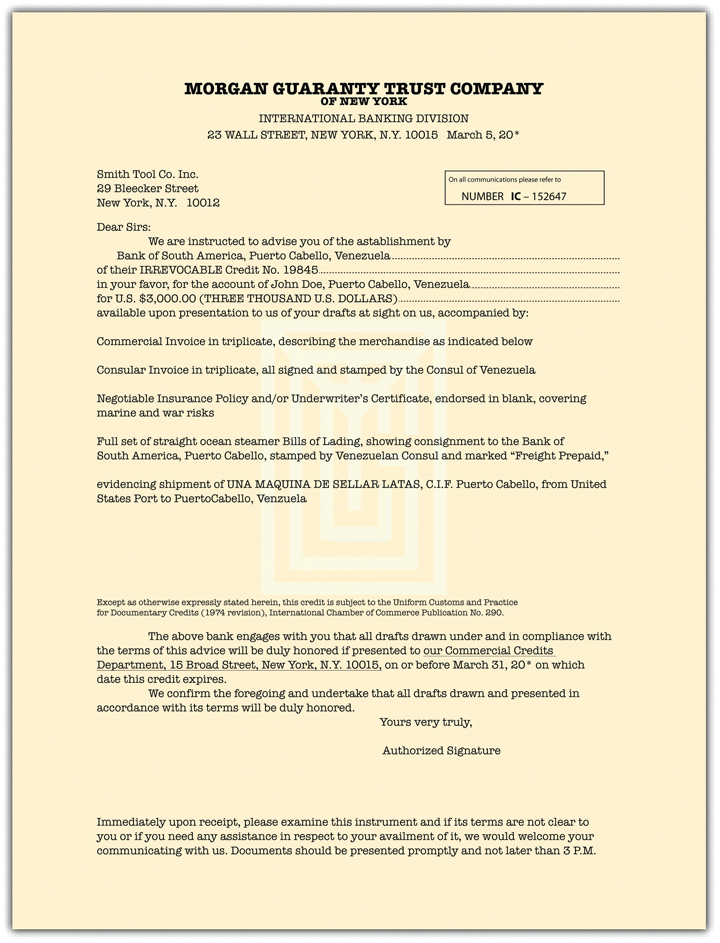 MORGAN GUARANTY TRUST COMPANY
OF NEW YORK
INTERNATIONAL BANKING DIVISION
23 WALL STREET, NEW YORK, N.Y. 10015 March 5, 20*
Smith Tool Co. Inc.
29 Bleecker Street
New York, N.Y. 10012
On all communications please refer to
NUMBER IC – 152647
Dear Sirs:
We are instructed to advise you of the astablishment by
Bank of South America, Puerto Cabello, Venezuela
of their IRREVOCABLE Credit No. 19845
in your favor, for the account of John Doe, Puerto Cabello, Venezuela
for U.S. $3,000.00 (THREE THOUSAND U.S. DOLLARS)
available upon presentation to us of your drafts at sight on us, accompanied by:
Commercial Invoice in triplicate, describing the merchandise as indicated below
Consular Invoice in triplicate, all signed and stamped by the Consul of Venezuela
Negotiable Insurance Policy and/or Underwriter's Certificate, endorsed in blank, covering
marine and war risks
Full set of straight ocean steamer Bills of Lading, showing consignment to the Bank of
South America, Puerto Cabello, stamped by Venezuelan Consul and marked "Freight Prepaid,"
evidencing shipment of UNA MAQUINA DE SELLAR LATAS, C.I.F. Puerto Cabello, from United
States Port to PuertoCabello, Venzuela
Except as otherwise expressly stated herein, this credit is subject to the Uniform Customs and Practice
for Documentary Credits (1974 revision), International Chamber of Commerce Publication No. 290.
The above bank engages with you that all drafts drawn under and in compliance with
the terms of this advice will be duly honored if presented to our Commercial Credits
Department, 15 Broad Street, New York, N.Y. 10015, on or before March 31, 20* on which
date this credit expires.
We confirm the foregoing and undertake that all drafts drawn and presented in
accordance with its terms will be duly honored.
Yours very truly,
Authorized Signature
Immediately upon receipt, please examine this instrument and if its terms are not clear to
you or if you need any assistance in respect to your availment of it, we would welcome your
communicating with us. Documents should be presented promptly and not later than 3 P.M.